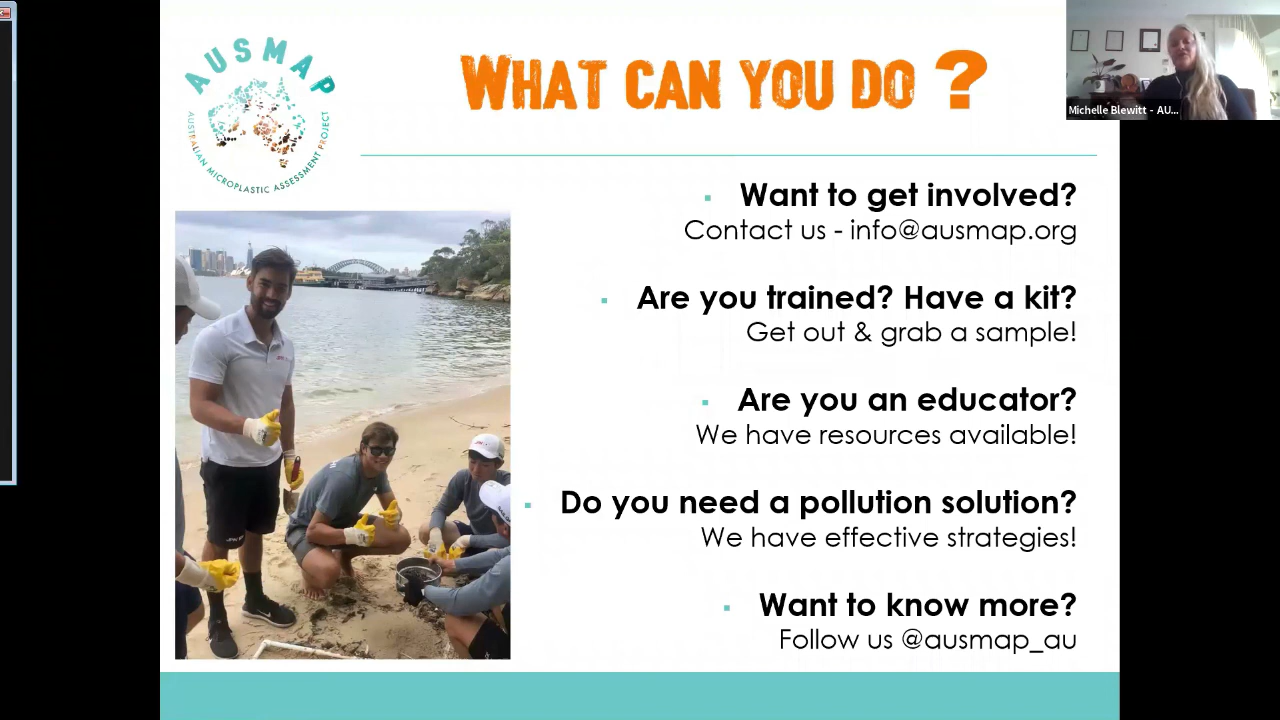 AUSMAP
AUSTRALIAN MICROPLASTIC ASSESSMENT PROJECT
WHAT CAN YOU DO ?
Michelle Blewitt - AU...
▪ Want to get involved?
Contact us - info@ausmap.org
▪ Are you trained? Have a kit?
Get out & grab a sample!
▪ Are you an educator?
We have resources available!
▪ Do you need a pollution solution?
We have effective strategies!
▪ Want to know more?
Follow us @ausmap_au